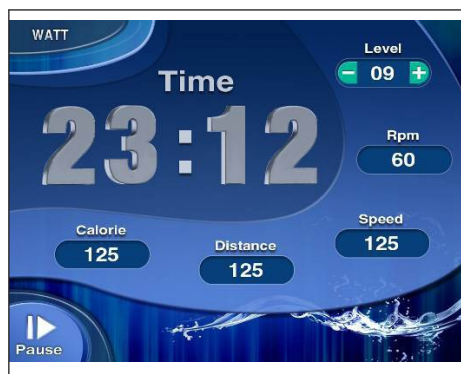 WATT
Level
- 09 +
Time
23:12
Rpm
60
Speed
125
Calorie
125
Distance
125
Pause